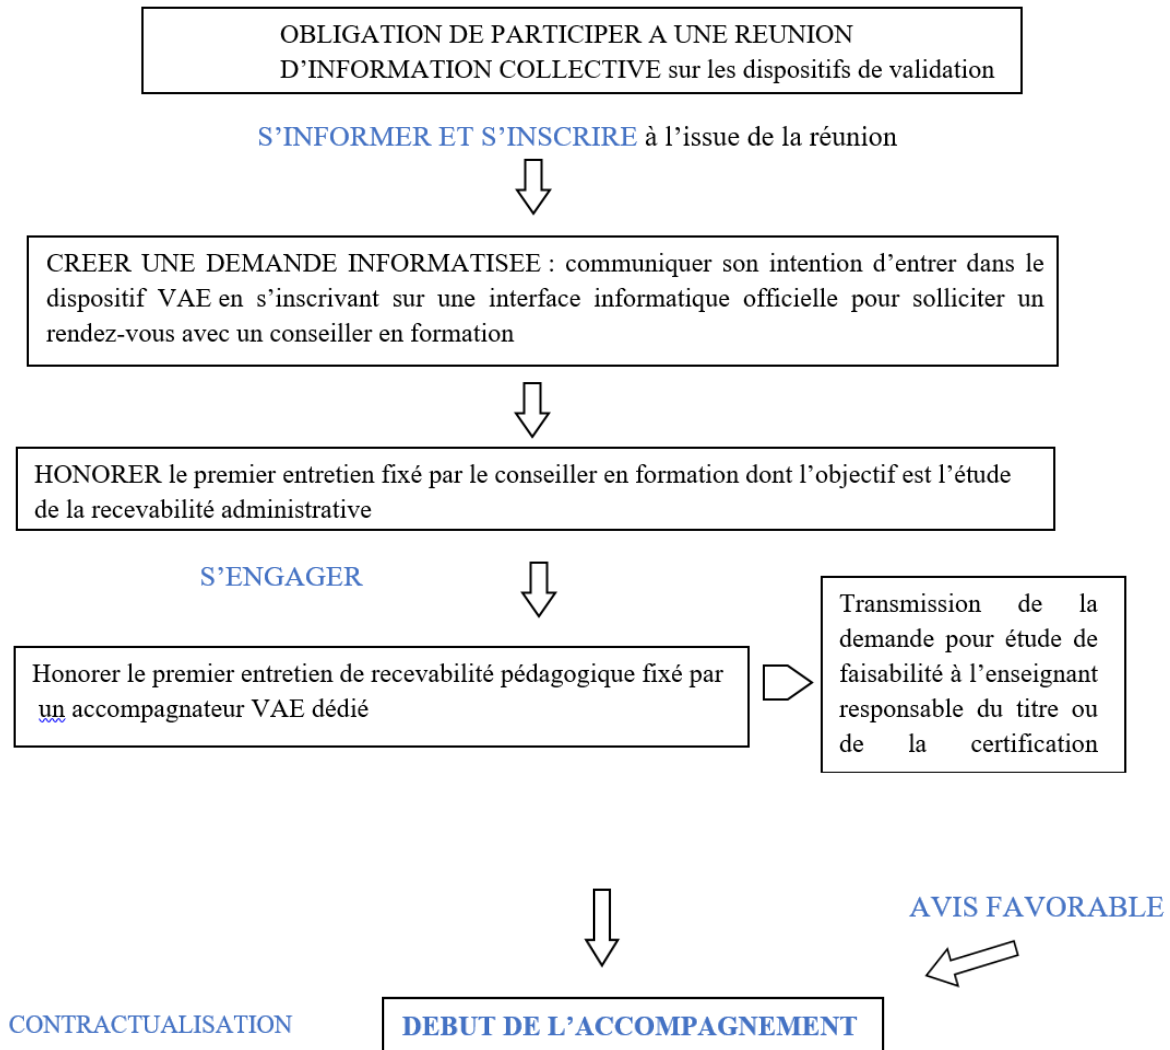 OBLIGATION DE PARTICIPER A UNE REUNION
D’INFORMATION COLLECTIVE sur les dispositifs de validation
S’INFORMER ET S’INSCRIRE à l’issue de la réunion
CREER UNE DEMANDE INFORMATISEE : communiquer son intention d’entrer dans le
dispositif VAE en s’inscrivant sur une interface informatique officielle pour solliciter un
rendez-vous avec un conseiller en formation
HONORER le premier entretien fixé par le conseiller en formation dont l’objectif est l’étude
de la recevabilité administrative
S’ENGAGER
Honorer le premier entretien de recevabilité pédagogique fixé par
un accompagnateur VAE dédié
Transmission de la
demande pour étude de
faisabilité à l’enseignant
responsable du titre ou
de la certification
AVIS FAVORABLE
CONTRACTUALISATION
DEBUT DE L’ACCOMPAGNEMENT